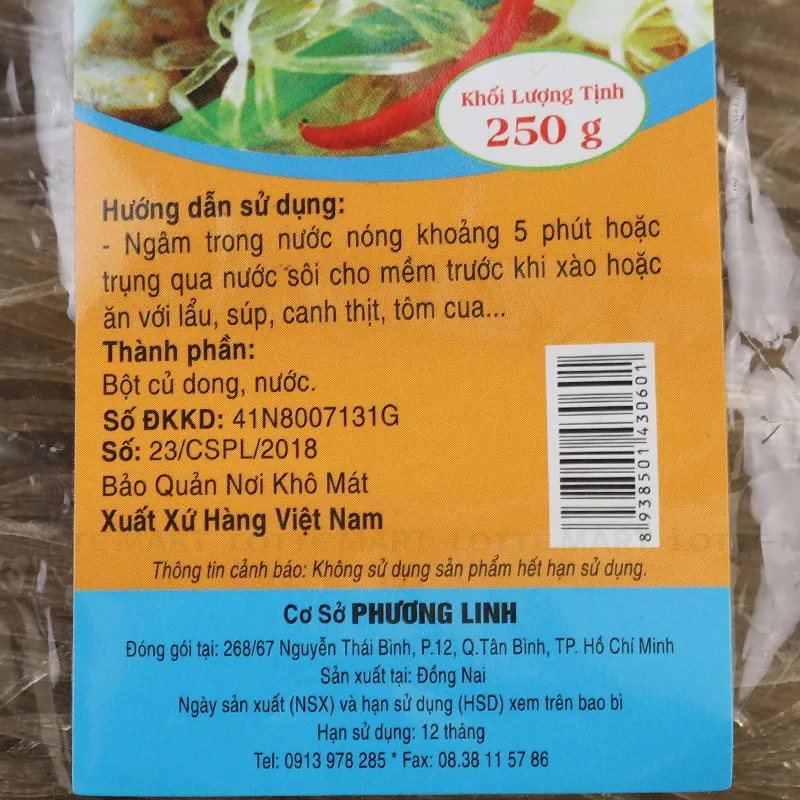 Khối Lượng Tịnh
250 g
Hướng dẫn sử dụng:
- Ngâm trong nước nóng khoảng 5 phút hoặc
trụng qua nước sôi cho mềm trước khi xào hoặc
ăn với lẩu, súp, canh thịt, tôm cua...
Thành phần:
Bột củ dong, nước.
Số ĐKKD: 41N8007131G
Số: 23/CSPL/2018
Bảo Quản Nơi Khô Mát
Xuất Xứ Hàng Việt Nam
8 938501 430601
LOTTE MART LOTTE MART LOTTE MART
Thông tin cảnh báo: Không sử dụng sản phẩm hết hạn sử dụng.
Cơ Sở PHƯƠNG LINH
Đóng gói tại: 268/67 Nguyễn Thái Bình, P.12, Q.Tân Bình, TP. Hồ Chí Minh
Sản xuất tại: Đồng Nai
Ngày sản xuất (NSX) và hạn sử dụng (HSD) xem trên bao bì
Hạn sử dụng: 12 tháng
Tel: 0913 978 285 * Fax: 08.38 11 57 86